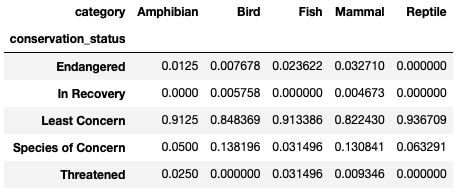 category Amphibian Bird Fish Mammal Reptile
conservation_status
Endangered 0.0125 0.007678 0.023622 0.032710 0.000000
In Recovery 0.0000 0.005758 0.000000 0.004673 0.000000
Least Concern 0.9125 0.848369 0.913386 0.822430 0.936709
Species of Concern 0.0500 0.138196 0.031496 0.130841 0.063291
Threatened 0.0250 0.000000 0.031496 0.009346 0.000000